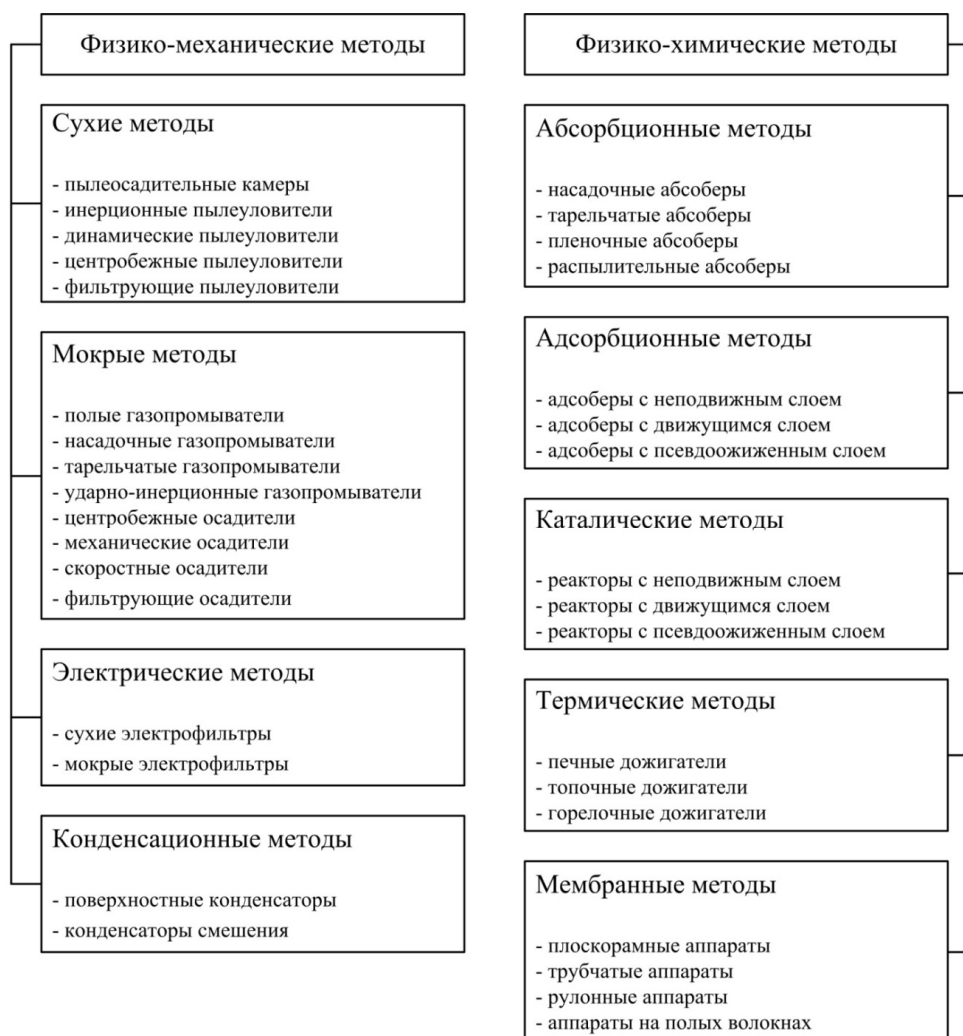 Физико-механические методы
Сухие методы
- пылеосадительные камеры
- инерционные пылеуловители
- динамические пылеуловители
- центробежные пылеуловители
- фильтрующие пылеуловители
Мокрые методы
- полые газопромыватели
- насадочные газопромыватели
- тарельчатые газопромыватели
- ударно-инерционные газопромыватели
- центробежные осадители
- механические осадители
- скоростные осадители
- фильтрующие осадители
Электрические методы
- сухие электрофильтры
- мокрые электрофильтры
Конденсационные методы
- поверхностные конденсаторы
- конденсаторы смешения
Физико-химические методы
Абсорбционные методы
- насадочные абсоберы
- тарельчатые абсоберы
- пленочные абсоберы
- распылительные абсоберы
Адсорбционные методы
- адсоберы с неподвижным слоем
- адсоберы с движущимся слоем
- адсоберы с псевдоожиженным слоем
Каталические методы
- реакторы с неподвижным слоем
- реакторы с движущимся слоем
- реакторы с псевдоожиженным слоем
Термические методы
- печные дожигатели
- топочные дожигатели
- горелочные дожигатели
Мембранные методы
- плоскорамные аппараты
- трубчатые аппараты
- рулонные аппараты
- аппараты на полых волокнах